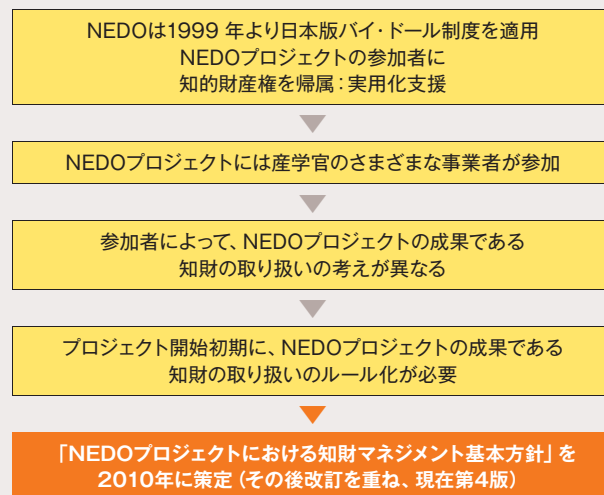 NEDOは1999 年より日本版バイ・ドール制度を適用
NEDOプロジェクトの参加者に
知的財産権を帰属：実用化支援
NEDOプロジェクトには産学官のさまざまな事業者が参加
参加者によって、NEDOプロジェクトの成果である
知財の取り扱いの考えが異なる
プロジェクト開始初期に、NEDOプロジェクトの成果である
知財の取り扱いのルール化が必要
「NEDOプロジェクトにおける知財マネジメント基本方針」を
2010年に策定（その後改訂を重ね、現在第4版）